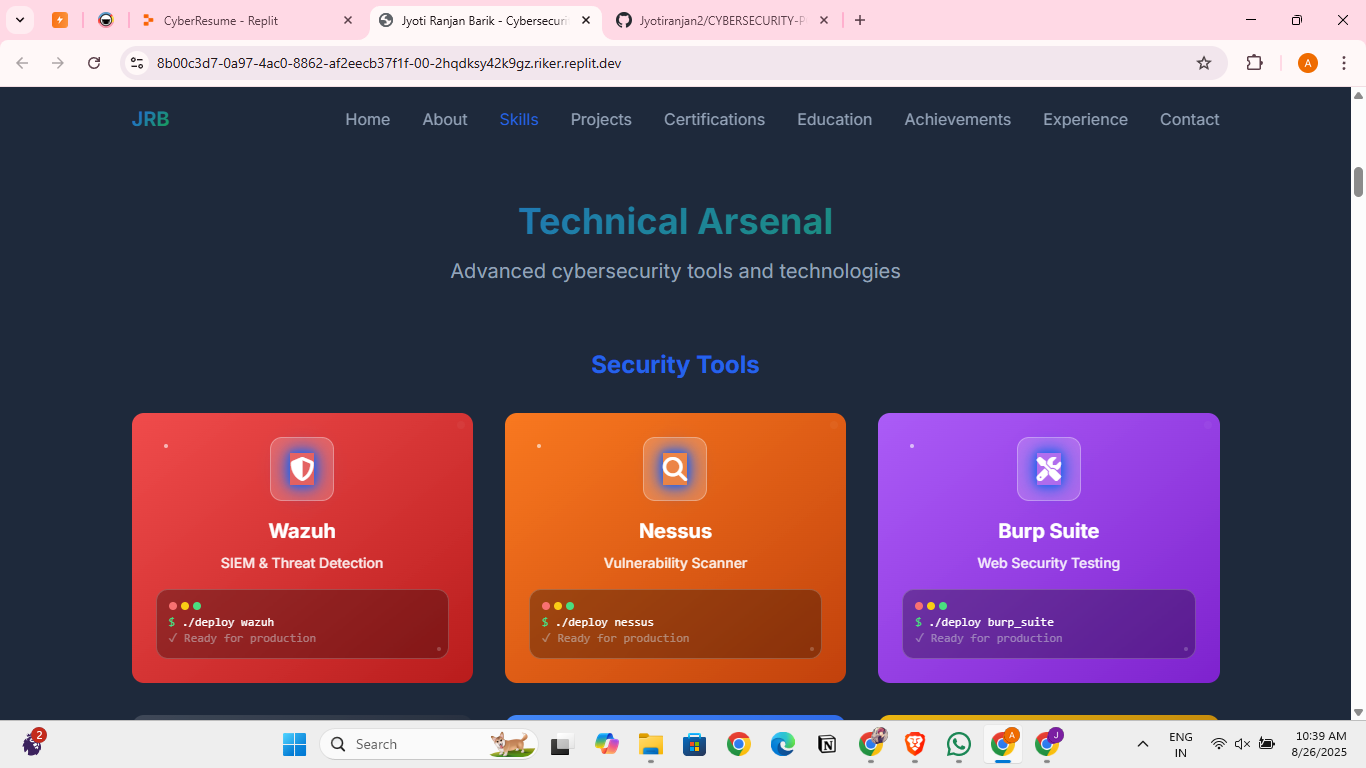 CyberResume - Replit
Jyoti Ranjan Barik - Cybersecuri
Jyotiranjan2/CYBERSECURITY-P
8b00c3d7-0a97-4ac0-8862-af2eecb37f1f-00-2hqdksy42k9gz.riker.replit.dev
A
JRB
Home About Skills Projects Certifications Education Achievements Experience Contact
Technical Arsenal
Advanced cybersecurity tools and technologies
Security Tools
Wazuh
SIEM & Threat Detection
$ ./deploy wazuh
✓ Ready for production
Nessus
Vulnerability Scanner
$ ./deploy nessus
✓ Ready for production
Burp Suite
Web Security Testing
$ ./deploy burp_suite
✓ Ready for production
2
Search
A
J
ENG
IN
10:39 AM
8/26/2025